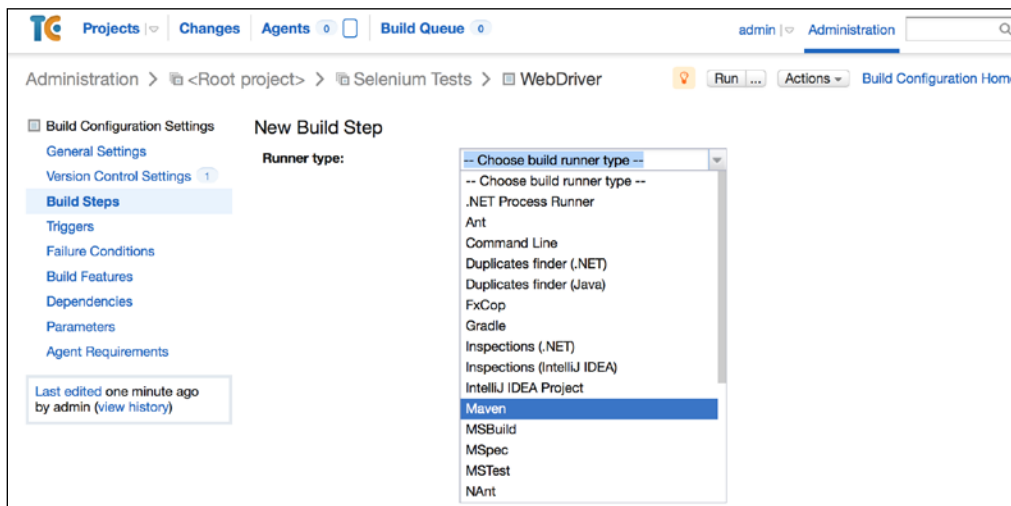 TC Projects Changes Agents 0 Build Queue 0 admin Administration
Administration > <Root project> > Selenium Tests > WebDriver Run ... Actions Build Configuration Home
Build Configuration Settings
General Settings
Version Control Settings 1
Build Steps
Triggers
Failure Conditions
Build Features
Dependencies
Parameters
Agent Requirements
Last edited one minute ago
by admin (view history)
New Build Step
Runner type:
-- Choose build runner type --
-- Choose build runner type --
.NET Process Runner
Ant
Command Line
Duplicates finder (.NET)
Duplicates finder (Java)
FxCop
Gradle
Inspections (.NET)
Inspections (IntelliJ IDEA)
IntelliJ IDEA Project
Maven
MSBuild
MSpec
MSTest
NAnt